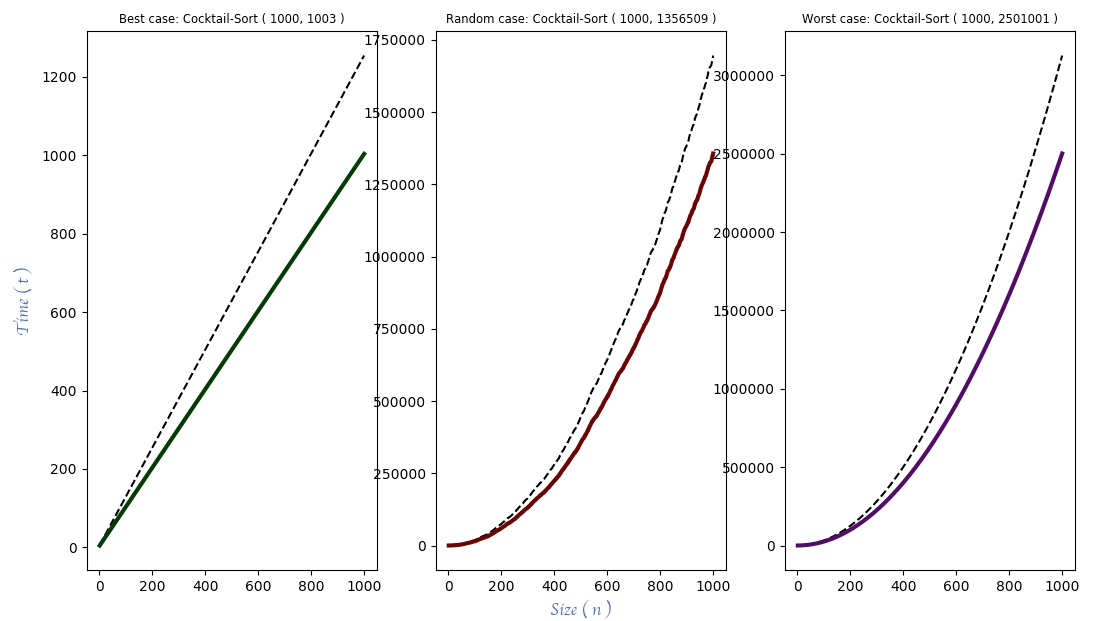 Best case: Cocktail-Sort ( 1000, 1003 )
Random case: Cocktail-Sort ( 1000, 1356509 )
Worst case: Cocktail-Sort ( 1000, 2501001 )
Time ( t )
1200
1000
800
600
400
200
0
0 200 400 600 800 1000
1750000
1500000
1250000
1000000
750000
500000
250000
0
0 200 400 600 800 1000
3000000
2500000
2000000
1500000
1000000
500000
0
0 200 400 600 800 1000
Size ( n )